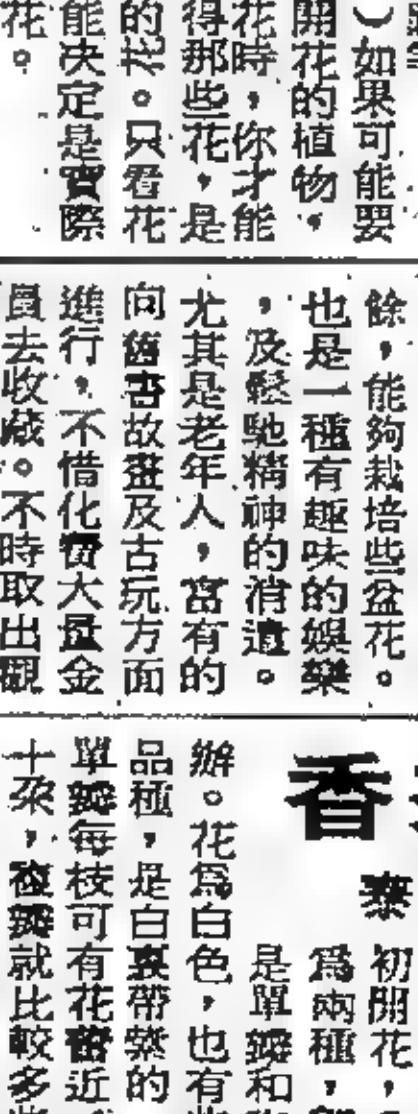 ）如果可能要
開花的植物，
花時，你才能
得那些花，是
的花。只看花
能決定是實際
花。
餘，能夠栽培些盆花。
也是一種有趣味的娛樂
，及鬆馳精神的消遣。
尤其是老年人，富有的
向舊書故畫及古玩方面
進行，不惜化費大量金
員去收藏。不時取出觀
香
初開花，
為兩種，
是單瓣和
辦。花為白色，也有
品種，是白裏帶紫的
單瓣每枝可有花蕾近
十朶，複瓣就比較多